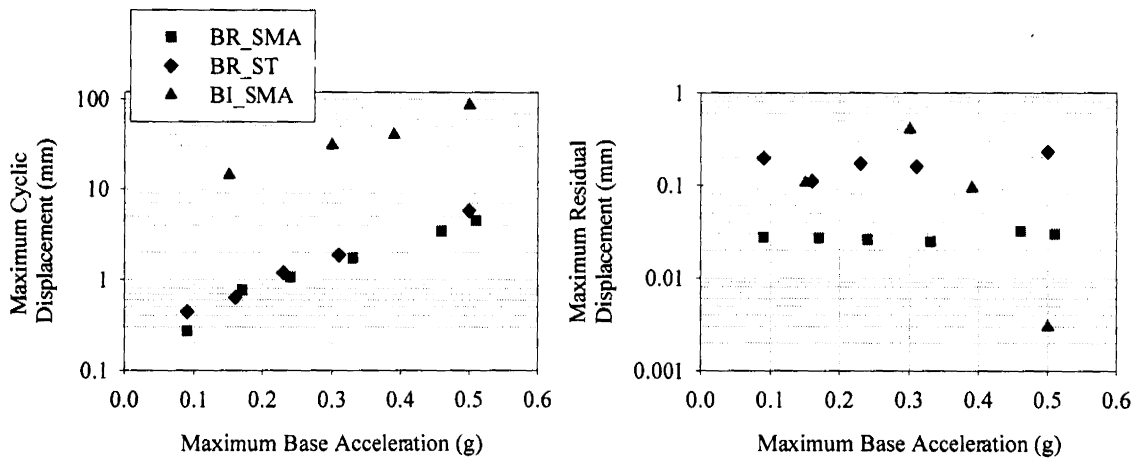 BR_SMA
BR_ST
BI_SMA
Maximum Cyclic
Displacement (mm)
100
10
1
0.1
0.0 0.1 0.2 0.3 0.4 0.5 0.6
Maximum Base Acceleration (g)
Maximum Residual
Displacement (mm)
1
0.1
0.01
0.001
0.0 0.1 0.2 0.3 0.4 0.5 0.6
Maximum Base Acceleration (g)